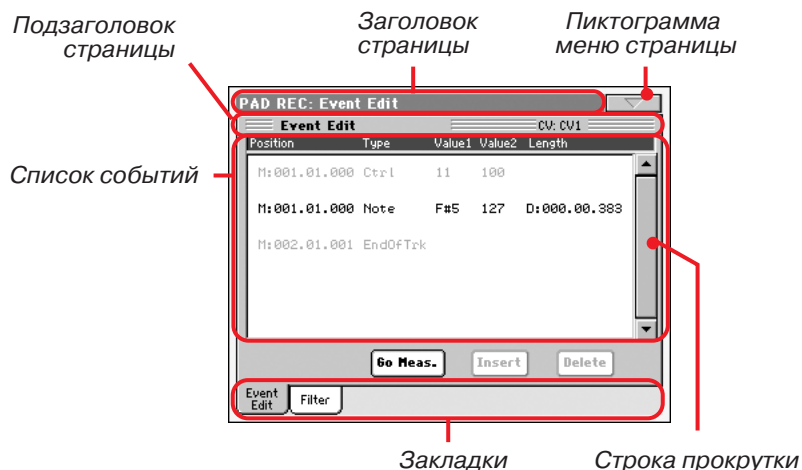 Подзаголовок страницы
Заголовок страницы
Пиктограмма меню страницы
PAD REC: Event Edit
Event Edit CV: CV1
Position Type Value1 Value2 Length
Список событий
M:001.01.000 Ctrl 11 100
M:001.01.000 Note F#5 127 D:000.00.383
M:002.01.001 EndOfTrk
Go Meas. Insert Delete
Event Edit Filter
Закладки
Строка прокрутки